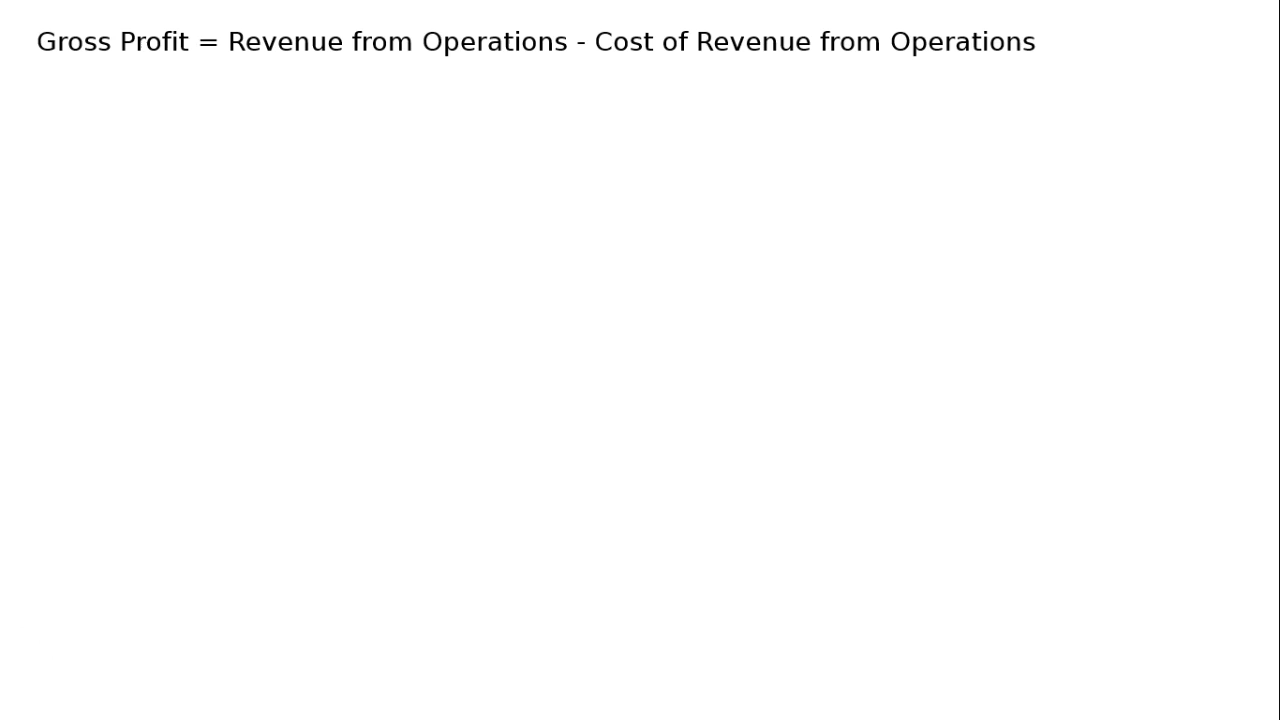 Gross Profit = Revenue from Operations - Cost of Revenue from Operations